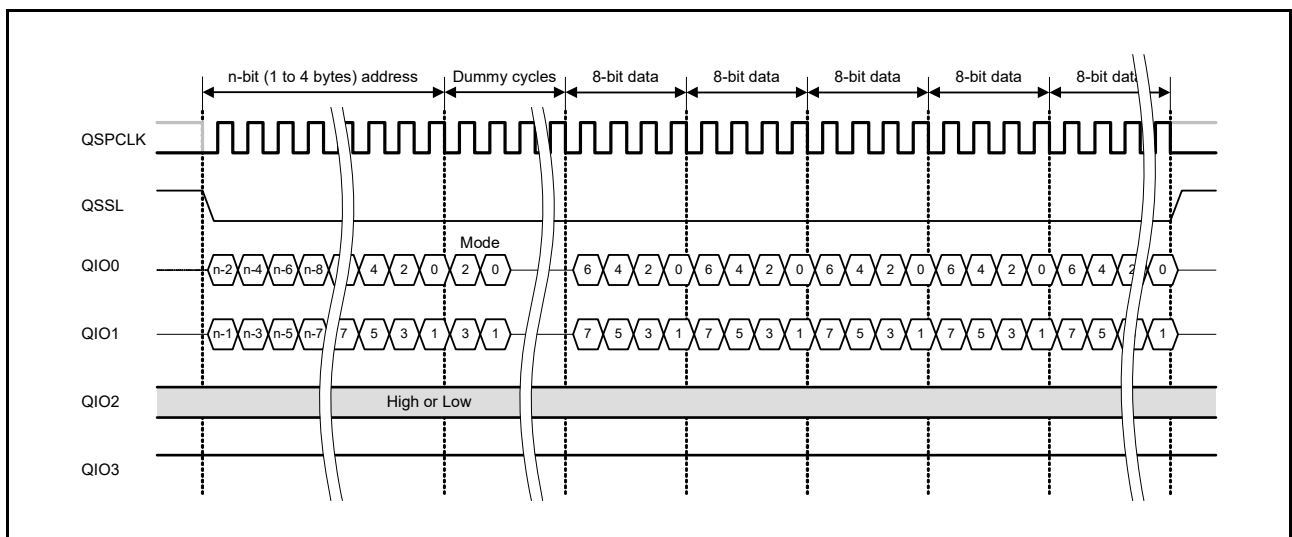 n-bit (1 to 4 bytes) address Dummy cycles 8-bit data 8-bit data 8-bit data 8-bit data 8-bit data
QSPCLK
QSSL
Mode
QIO0 n-2 n-4 n-6 n-8 4 2 0 2 0 6 4 2 0 6 4 2 0 6 4 2 0 6 4 2 0 6 4 2 0
QIO1 n-1 n-3 n-5 n-7 7 5 3 1 3 1 7 5 3 1 7 5 3 1 7 5 3 1 7 5 3 1 7 5 1
QIO2 High or Low
QIO3